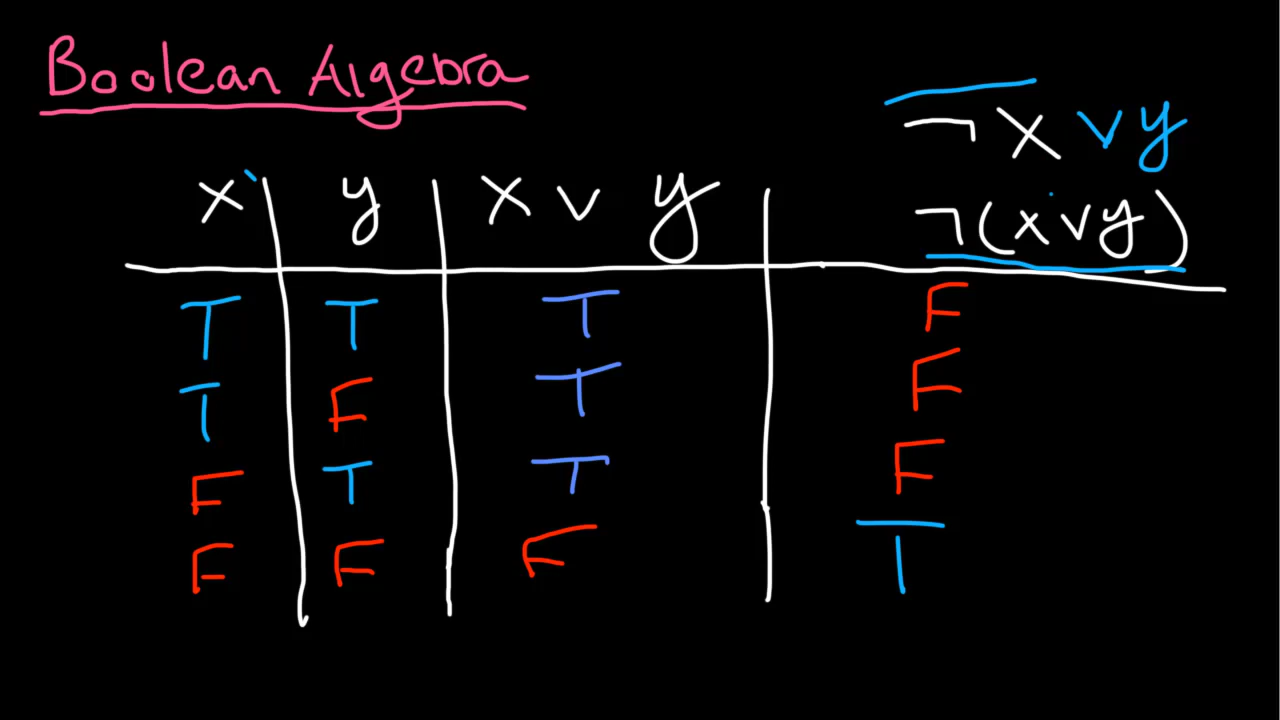 Boolean Algebra
¬ x v y
x y x v y ¬(x v y)
T T T F
T F T F
F T T F
F F F T